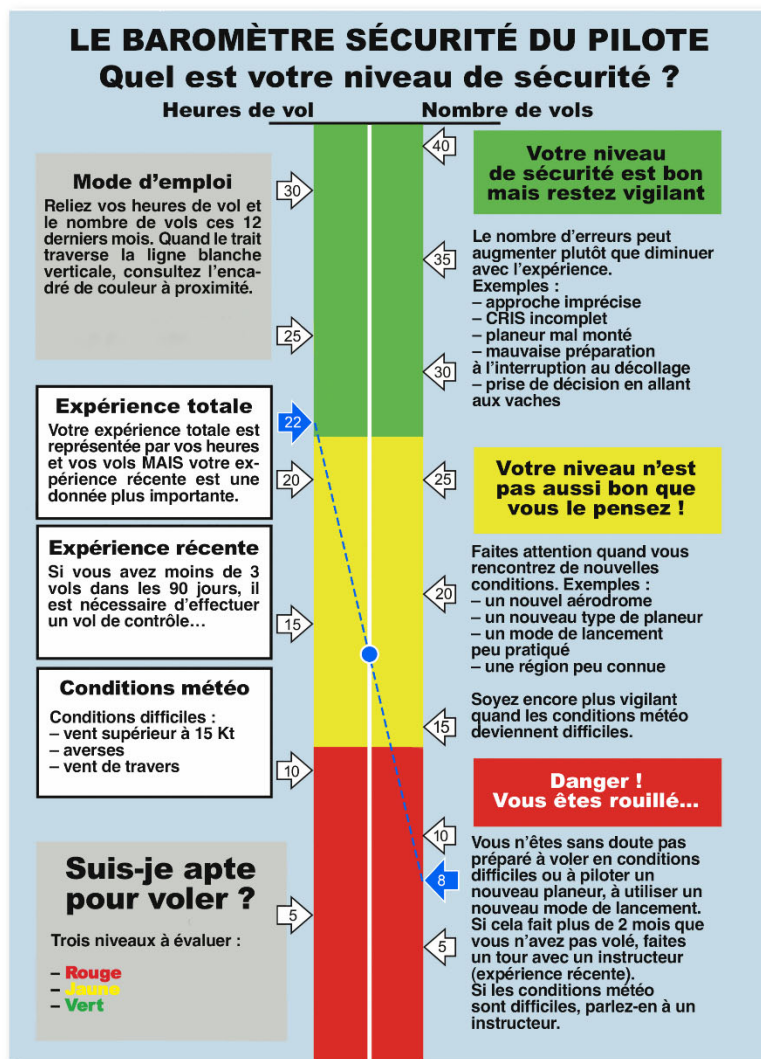 LE BAROMÈTRE SÉCURITÉ DU PILOTE
Quel est votre niveau de sécurité ?
Heures de vol
Nombre de vols
Mode d’emploi
Reliez vos heures de vol et
le nombre de vols ces 12
derniers mois. Quand le trait
traverse la ligne blanche
verticale, consultez l’enca-
dré de couleur à proximité.
Expérience totale
Votre expérience totale est
représentée par vos heures
et vos vols MAIS votre ex-
périence récente est une
donnée plus importante.
Expérience récente
Si vous avez moins de 3
vols dans les 90 jours, il
est nécessaire d’effectuer
un vol de contrôle…
Conditions météo
Conditions difficiles :
– vent supérieur à 15 Kt
– averses
– vent de travers
Suis-je apte
pour voler ?
Trois niveaux à évaluer :
– Rouge
– Jaune
– Vert
30
25
22
20
15
10
5
40
35
30
25
20
15
10
8
5
Votre niveau
de sécurité est bon
mais restez vigilant
Le nombre d’erreurs peut
augmenter plutôt que diminuer
avec l’expérience.
Exemples :
– approche imprécise
– CRIS incomplet
– planeur mal monté
– mauvaise préparation
à l’interruption au décollage
– prise de décision en allant
aux vaches
Votre niveau n’est
pas aussi bon que
vous le pensez !
Faites attention quand vous
rencontrez de nouvelles
conditions. Exemples :
– un nouvel aérodrome
– un nouveau type de planeur
– un mode de lancement
peu pratiqué
– une région peu connue
Soyez encore plus vigilant
quand les conditions météo
deviennent difficiles.
Danger !
Vous êtes rouillé…
Vous n’êtes sans doute pas
préparé à voler en conditions
difficiles ou à piloter un
nouveau planeur, à utiliser un
nouveau mode de lancement.
Si cela fait plus de 2 mois que
vous n’avez pas volé, faites
un tour avec un instructeur
(expérience récente).
Si les conditions météo
sont difficiles, parlez-en à un
instructeur.